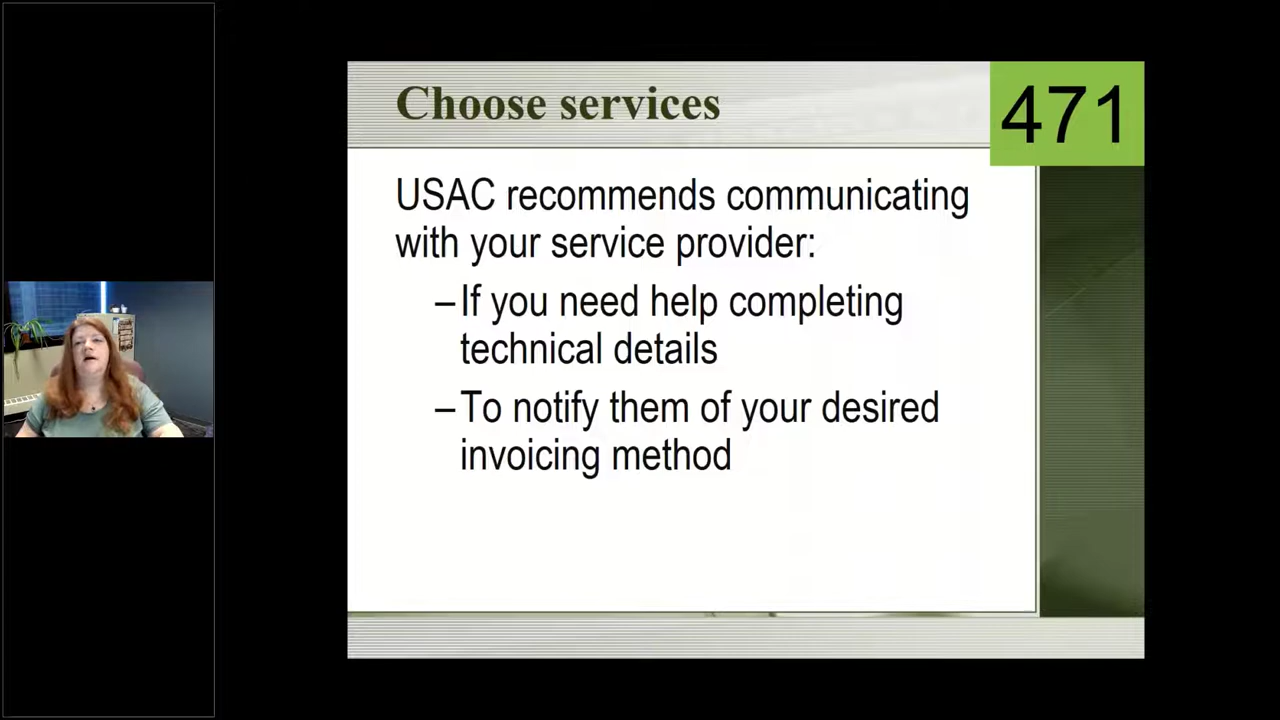 Choose services
471
USAC recommends communicating
with your service provider:
–If you need help completing
technical details
–To notify them of your desired
invoicing method